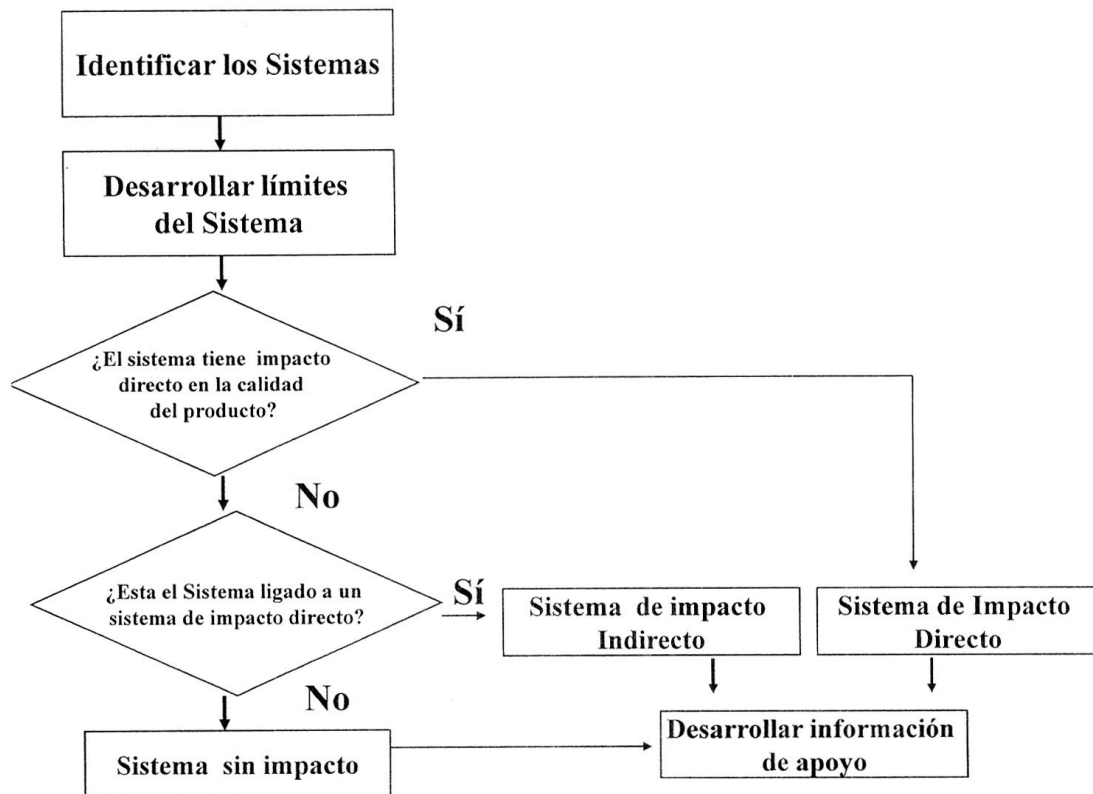 Identificar los Sistemas
Desarrollar límites
del Sistema
Sí
¿El sistema tiene impacto
directo en la calidad
del producto?
No
¿Esta el Sistema ligado a un
sistema de impacto directo?
Sí
Sistema de impacto
Indirecto
Sistema de Impacto
Directo
No
Sistema sin impacto
Desarrollar información
de apoyo